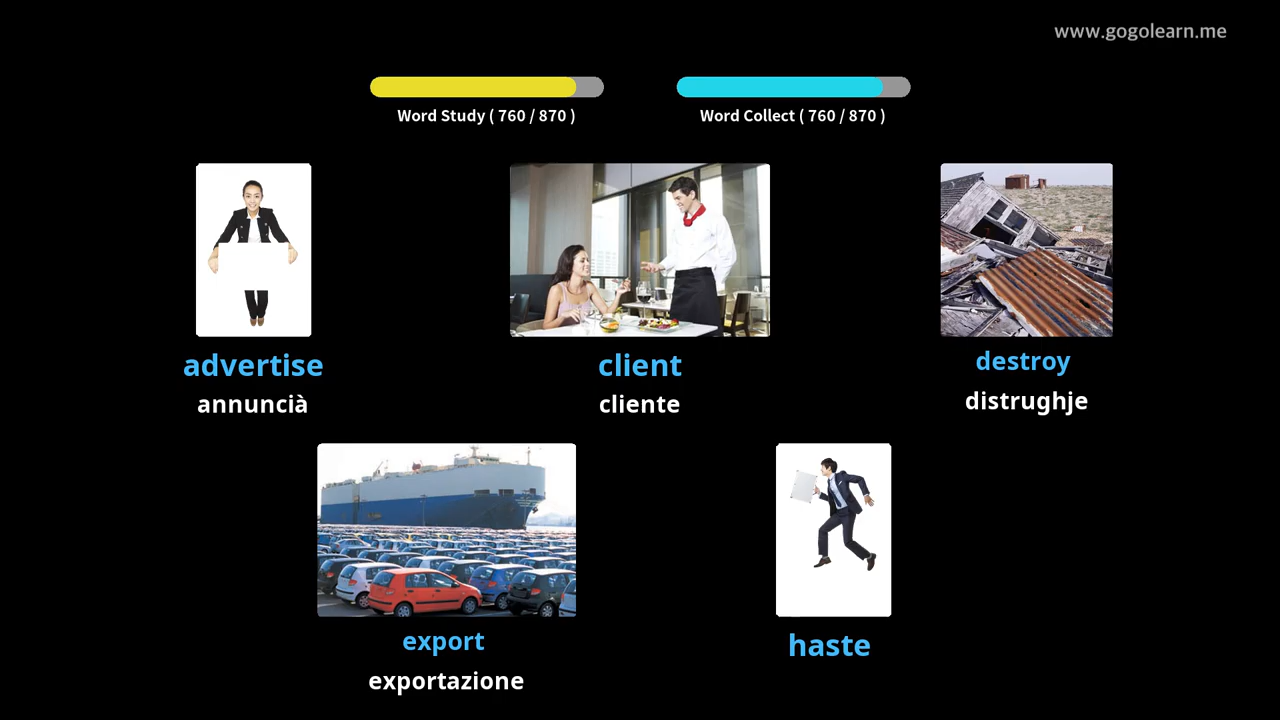 www.gogolearn.me
Word Study ( 760 / 870 )
Word Collect ( 760 / 870 )
advertise
annuncià
client
cliente
destroy
distrughje
export
exportazione
haste